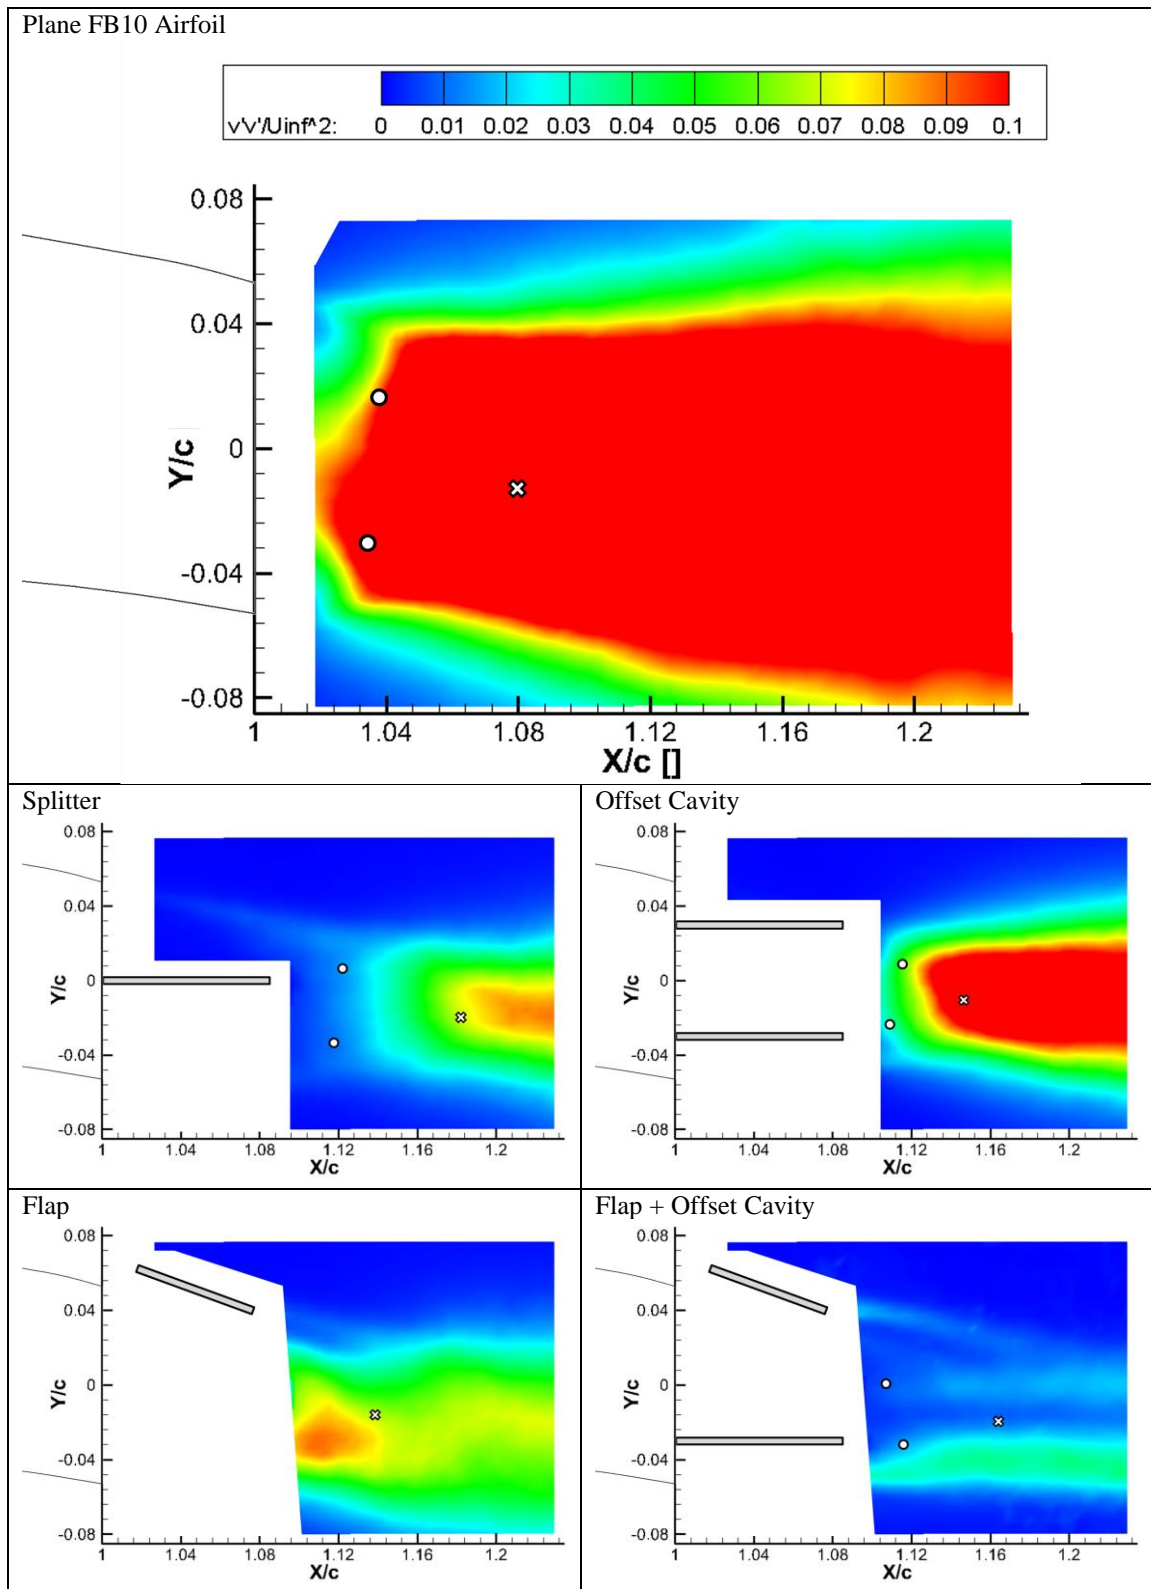 Plane FB10 Airfoil
v'v'/Uinf^2: 0 0.01 0.02 0.03 0.04 0.05 0.06 0.07 0.08 0.09 0.1
0.08
0.04
0
-0.04
-0.08
Y/c
1 1.04 1.08 1.12 1.16 1.2
X/c []
Splitter
0.08
0.04
0
-0.04
-0.08
Y/c
1 1.04 1.08 1.12 1.16 1.2
X/c
Offset Cavity
0.08
0.04
0
-0.04
-0.08
Y/c
1 1.04 1.08 1.12 1.16 1.2
X/c
Flap
0.08
0.04
0
-0.04
-0.08
Y/c
1 1.04 1.08 1.12 1.16 1.2
X/c
Flap + Offset Cavity
0.08
0.04
0
-0.04
-0.08
Y/c
1 1.04 1.08 1.12 1.16 1.2
X/c